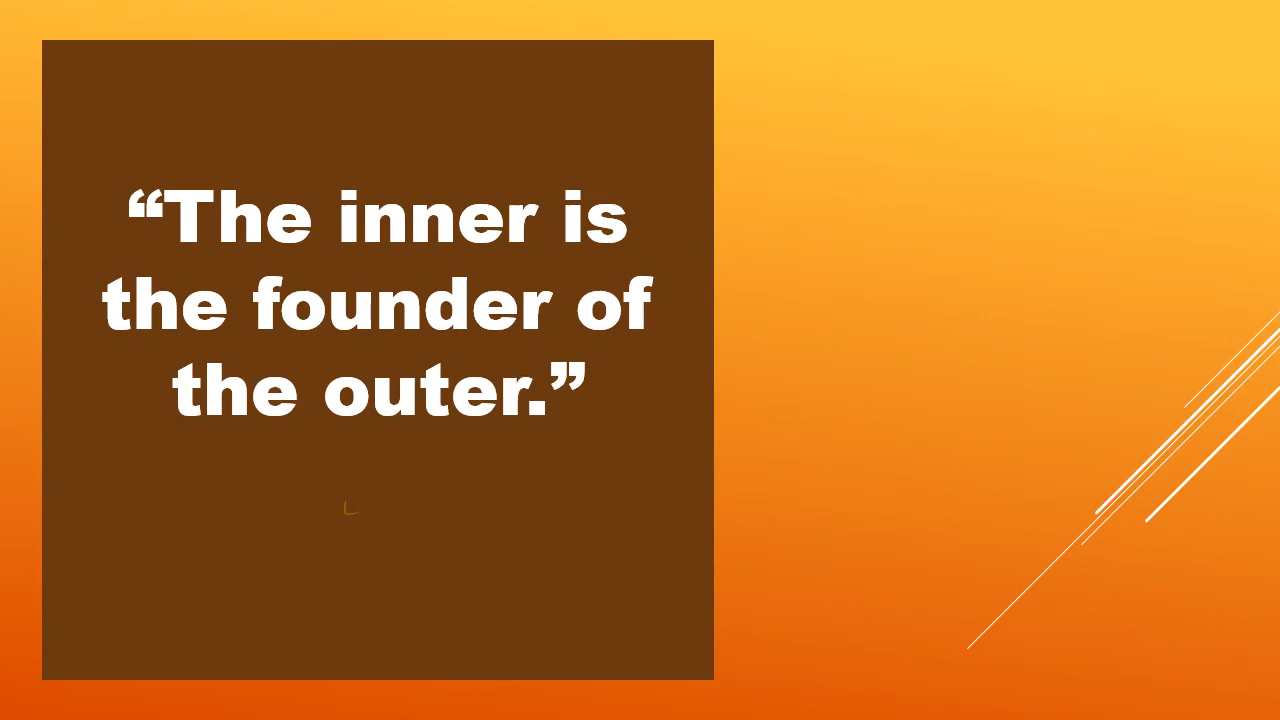 “The inner is
the founder of
the outer.”